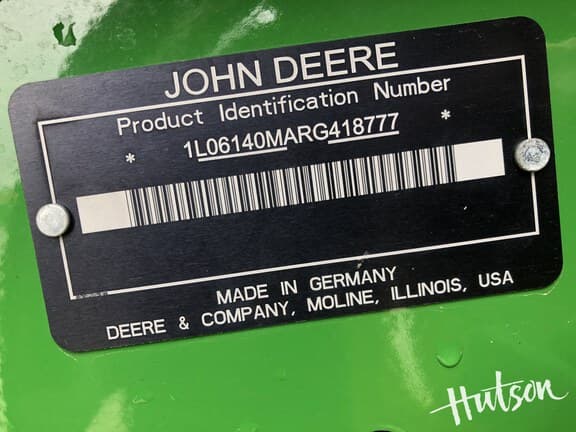 JOHN DEERE
Product Identification Number
* 1L06140MARG418777 *
MADE IN GERMANY
DEERE & COMPANY, MOLINE, ILLINOIS, USA
Hutson